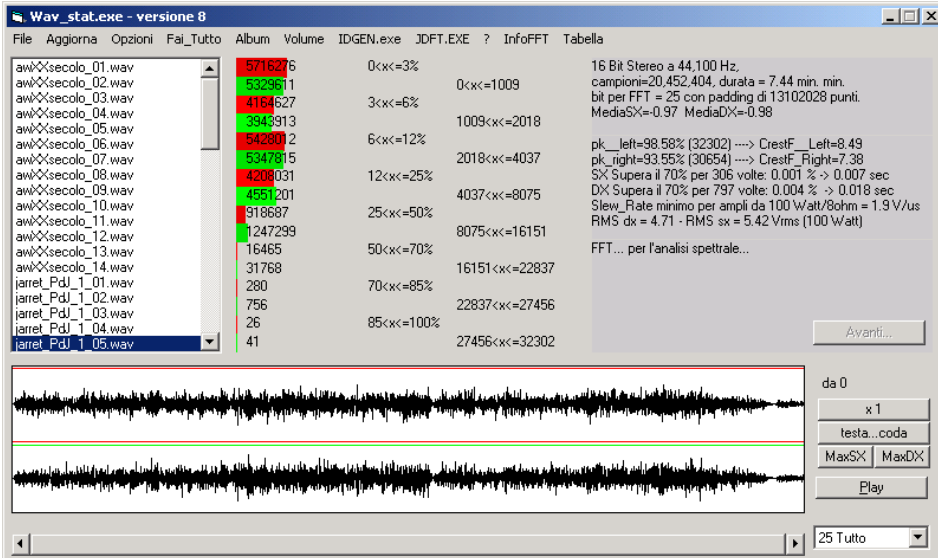 Wav_stat.exe - versione 8
File Aggiorna Opzioni Fai_Tutto Album Volume IDGEN.exe JDFT.EXE ? InfoFFT Tabella
awXXsecolo_01.wav
awXXsecolo_02.wav
awXXsecolo_03.wav
awXXsecolo_04.wav
awXXsecolo_05.wav
awXXsecolo_06.wav
awXXsecolo_07.wav
awXXsecolo_08.wav
awXXsecolo_09.wav
awXXsecolo_10.wav
awXXsecolo_11.wav
awXXsecolo_12.wav
awXXsecolo_13.wav
awXXsecolo_14.wav
jarret_PdJ_1_01.wav
jarret_PdJ_1_02.wav
jarret_PdJ_1_03.wav
jarret_PdJ_1_04.wav
jarret_PdJ_1_05.wav
5716276 0<x<=3%
5329611 0<x<=1009
4164627 3<x<=6%
3943913 1009<x<=2018
5428012 6<x<=12%
5347815 2018<x<=4037
4208031 12<x<=25%
4551201 4037<x<=8075
918687 25<x<=50%
1247299 8075<x<=16151
16465 50<x<=70%
31768 16151<x<=22837
280 70<x<=85%
756 22837<x<=27456
26 85<x<=100%
41 27456<x<=32302
16 Bit Stereo a 44,100 Hz,
campioni=20,452,404, durata = 7.44 min. min.
bit per FFT = 25 con padding di 13102028 punti.
MediaSX=-0.97 MediaDX=-0.98
pk__left=98.58% (32302) ----> CrestF__Left=8.49
pk_right=93.55% (30654) ----> CrestF_Right=7.38
SX Supera il 70% per 306 volte: 0.001 % -> 0.007 sec
DX Supera il 70% per 797 volte: 0.004 % -> 0.018 sec
Slew_Rate minimo per ampli da 100 Watt/8ohm = 1.9 V/us
RMS dx = 4.71 - RMS sx = 5.42 Vrms (100 Watt)
FFT... per l'analisi spettrale...
Avanti...
da 0
x 1
testa...coda
MaxSX MaxDX
Play
25 Tutto